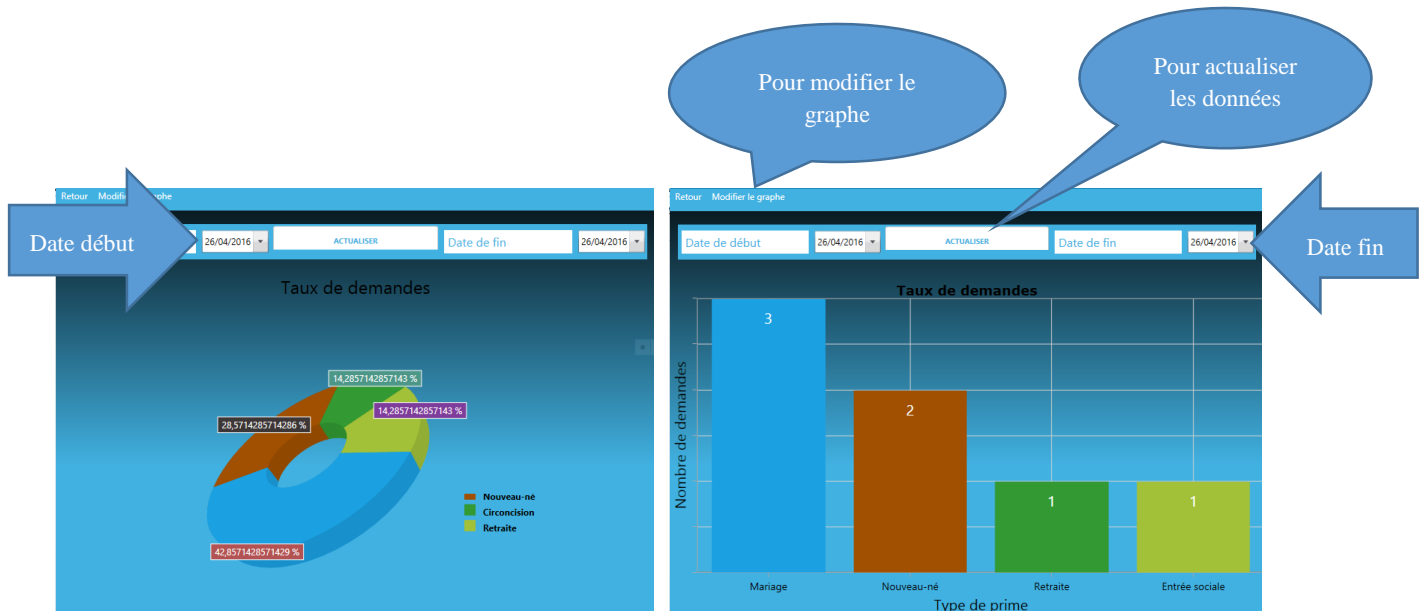 Pour modifier le
graphe
Pour actualiser
les données
Date début
Retour Modifie graphe
26/04/2016 ACTUALISER Date de fin 26/04/2016
Taux de demandes
14,2857142857143 %
14,2857142857143 %
28,5714285714286 %
42,8571428571429 %
Nouveau-né
Circoncision
Retraite
Retour Modifier le graphe
Date de début 26/04/2016 ACTUALISER Date de fin 26/04/2016
Date fin
Taux de demandes
Nombre de demandes
3
2
1
1
Mariage Nouveau-né Retraite Entrée sociale
Type de prime